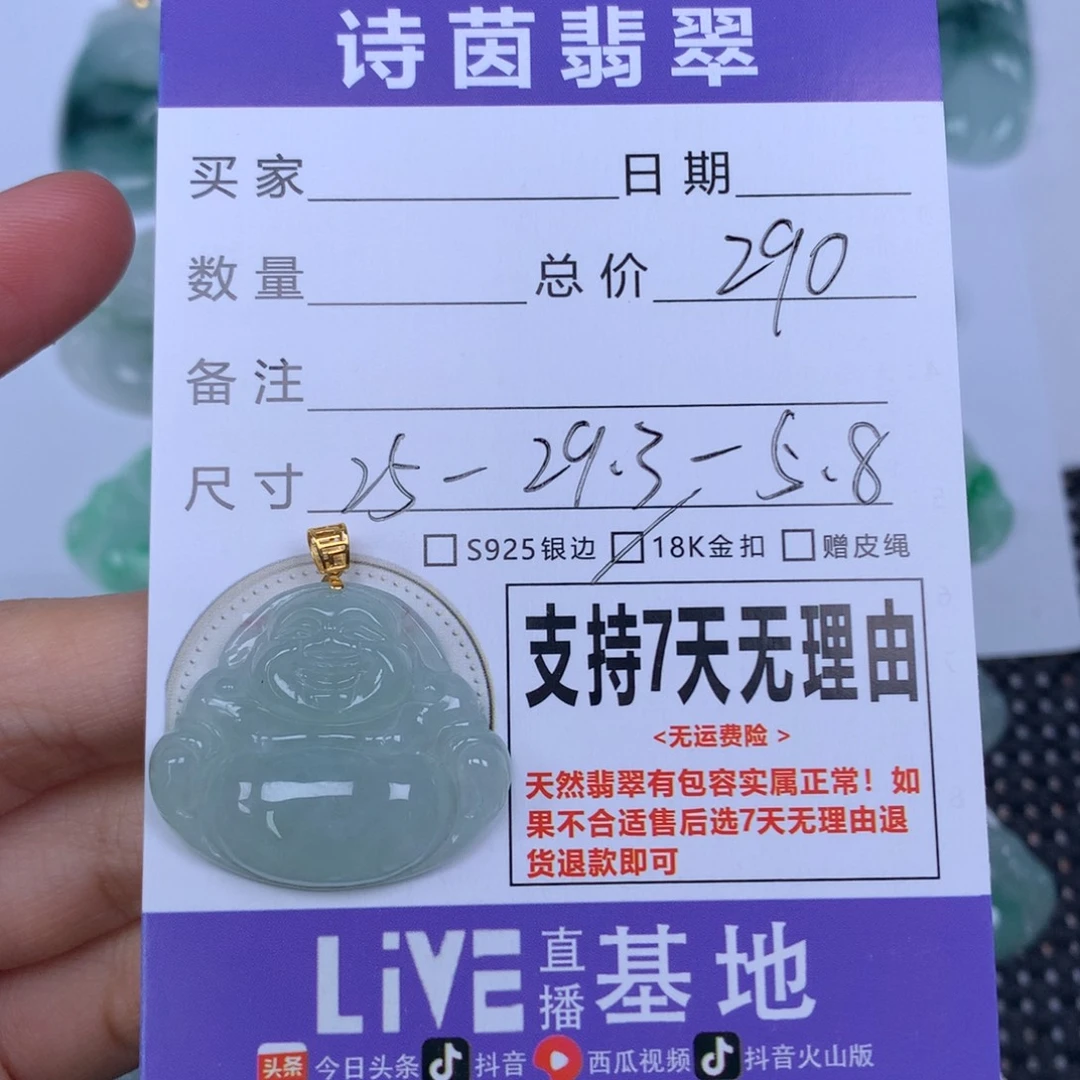 诗茵翡翠
买家 日期
数量 总价 290
备注
尺寸 25-29.3-5.8
S925银边 18K金扣 赠皮绳
支持7天无理由
<无运费险>
天然翡翠有包容实属正常！如
果不合适售后选7天无理由退
货退款即可
LiVE直播基地
头条 今日头条 抖音 西瓜视频 抖音火山版